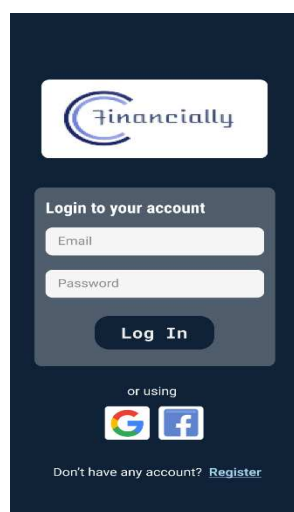 Financially
Login to your account
Email
Password
Log In
or using
Don't have any account? Register